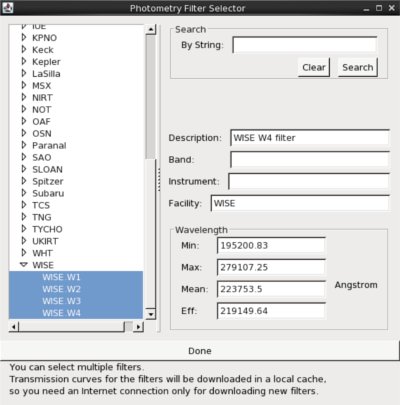 Photometry Filter Selector
IUE
KPNO
Keck
Kepler
LaSilla
MSX
NIRT
NOT
OAF
OSN
Paranal
SAO
SLOAN
Spitzer
Subaru
TCS
TNG
TYCHO
UKIRT
WHT
WISE
WISE W1
WISE W2
WISE W3
WISE W4
Search
By String:
Clear Search
Description: WISE W4 filter
Band:
Instrument:
Facility: WISE
Wavelength
Min: 195200.83
Max: 279107.25
Mean: 223753.5
Eff: 219149.64
Angstrom
Done
You can select multiple filters.
Transmission curves for the filters will be downloaded in a local cache,
so you need an Internet connection only for downloading new filters.